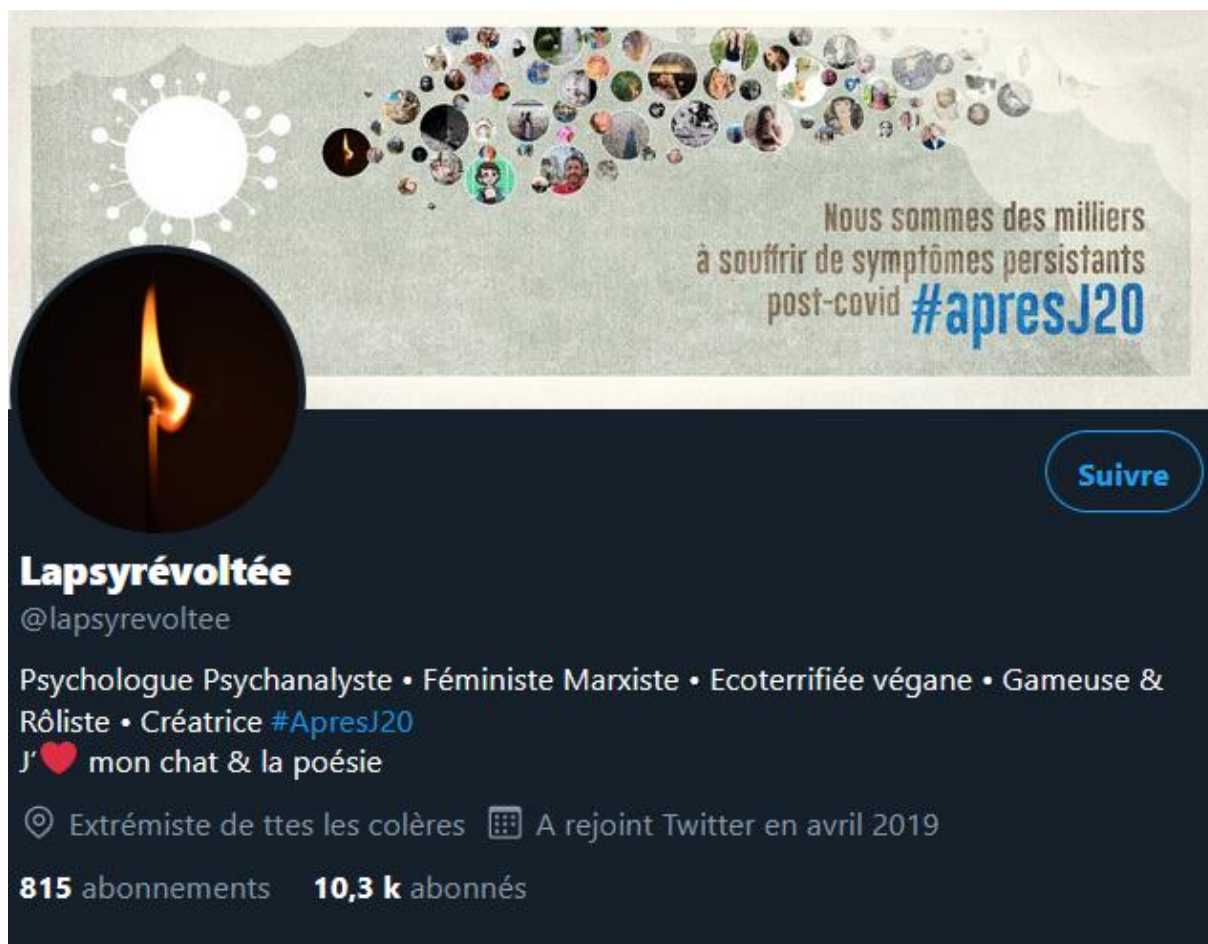 Nous sommes des milliers
à souffrir de symptômes persistants
post-covid #apresJ20
Suivre
Lapsyrévoltée
@lapsyrevoltee
Psychologue Psychanalyste • Féministe Marxiste • Ecoterrifiée végane • Gameuse &
Rôliste • Créatrice #ApresJ20
J'❤️ mon chat & la poésie
Extrémiste de ttes les colères A rejoint Twitter en avril 2019
815 abonnements 10,3 k abonnés